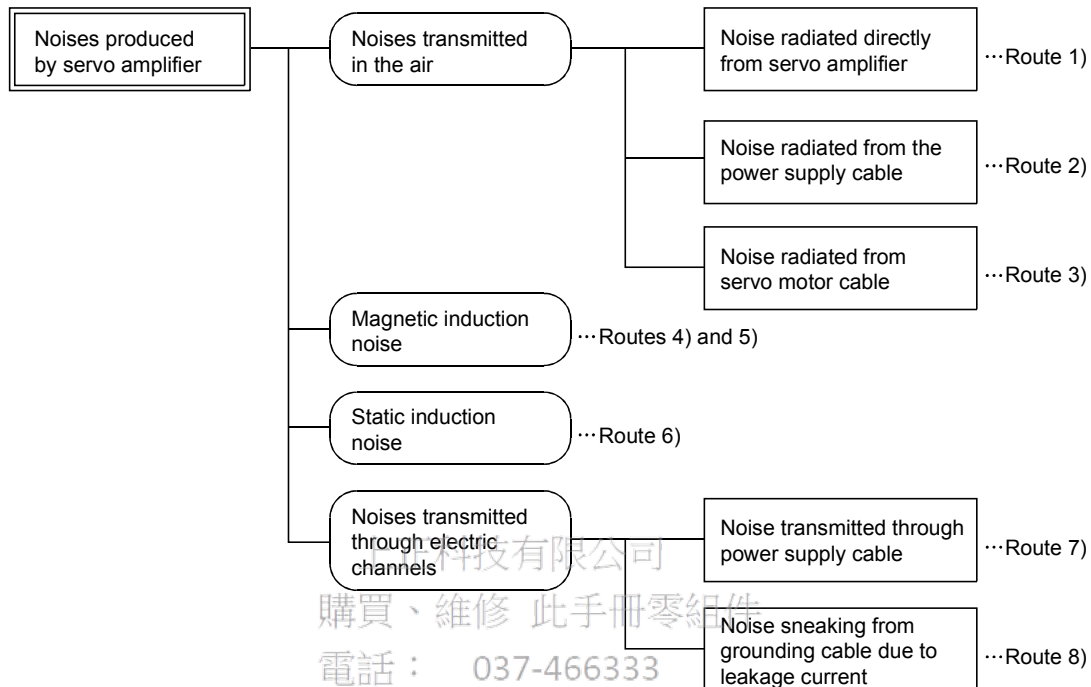 Noises produced
by servo amplifier
Noises transmitted
in the air
Noise radiated directly
from servo amplifier
…Route 1)
Noise radiated from the
power supply cable
…Route 2)
Noise radiated from
servo motor cable
…Route 3)
Magnetic induction
noise
…Routes 4) and 5)
Static induction
noise
…Route 6)
Noises transmitted
through electric
channels
Noise transmitted through
power supply cable
…Route 7)
Noise sneaking from
grounding cable due to
leakage current
…Route 8)
科技有限公司
購買、維修 此手冊零組件
電話： 037-466333